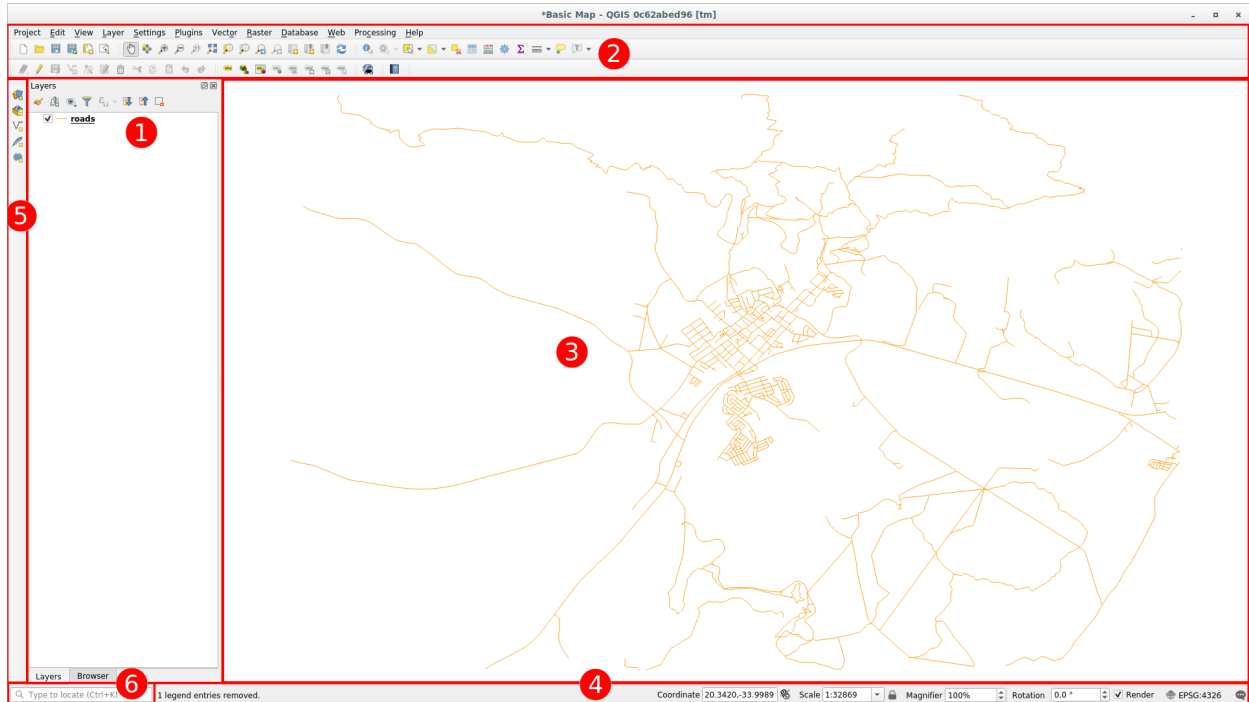 *Basic Map - QGIS 0c62abed96 [tm]
Project Edit View Layer Settings Plugins Vector Raster Database Web Processing Help
2
Layers
1
roads
5
3
Layers Browser
6
4
Type to locate (Ctrl+K) 1 legend entries removed. Coordinate 20.3420,-33.9989 Scale 1:32869 Magnifier 100% Rotation 0.0 ° Render EPSG:4326